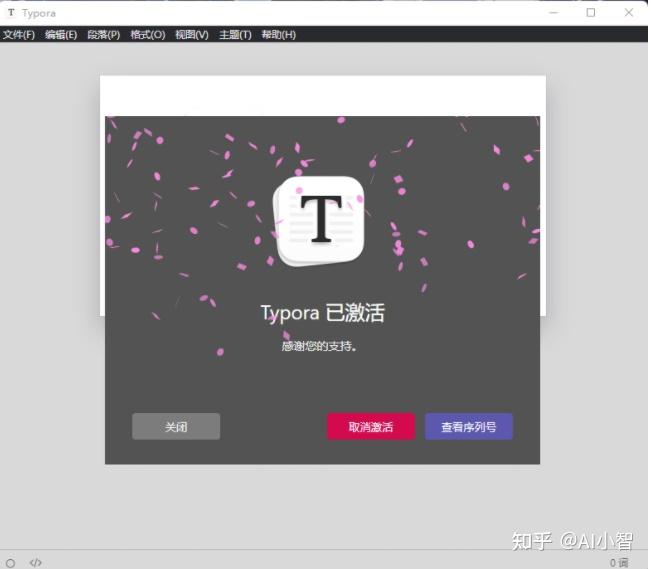 Typora
文件(F) 编辑(E) 段落(P) 格式(O) 视图(V) 主题(T) 帮助(H)
T
Typora 已激活
感谢您的支持。
关闭 取消激活 查看序列号
知乎 @AI小智
0 词